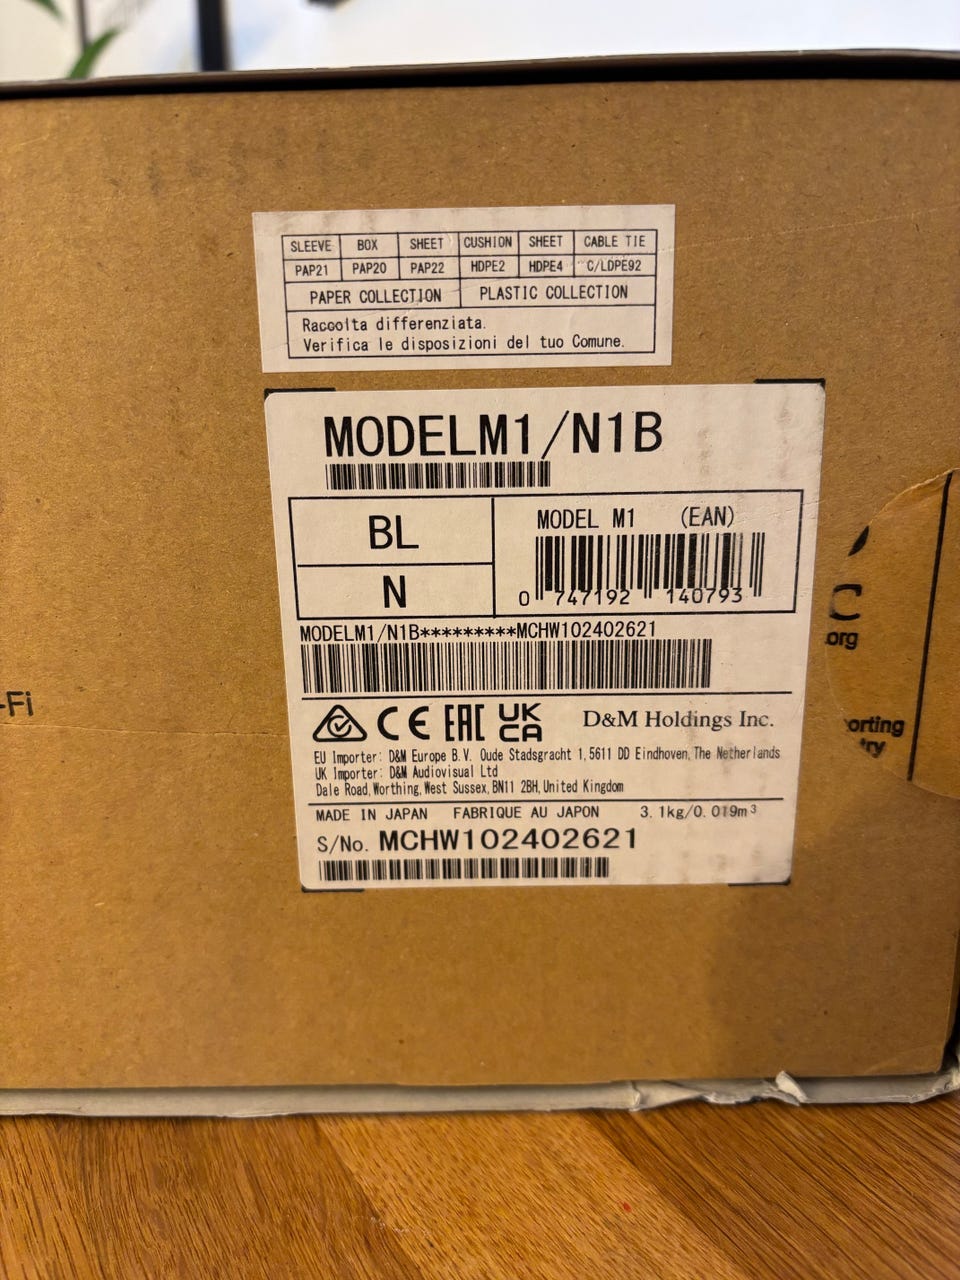 SLEEVE BOX SHEET CUSHION SHEET CABLE TIE
PAP21 PAP20 PAP22 HDPE2 HDPE4 C/LDPE92
PAPER COLLECTION PLASTIC COLLECTION
Raccolta differenziata.
Verifica le disposizioni del tuo Comune.
MODELM1/N1B
BL
N
MODEL M1 (EAN)
0 747192 140793
MODELM1/N1B*********MCHW102402621
CE EAC UKCA D&M Holdings Inc.
EU Importer: D&M Europe B.V. Oude Stadsgracht 1,5611 DD Eindhoven,The Netherlands
UK Importer: D&M Audiovisual Ltd
Dale Road,Worthing,West Sussex,BN11 2BH,United Kingdom
MADE IN JAPAN FABRIQUE AU JAPON 3.1kg/0.019m³
S/No. MCHW102402621
-Fi
C
.org
orting
try